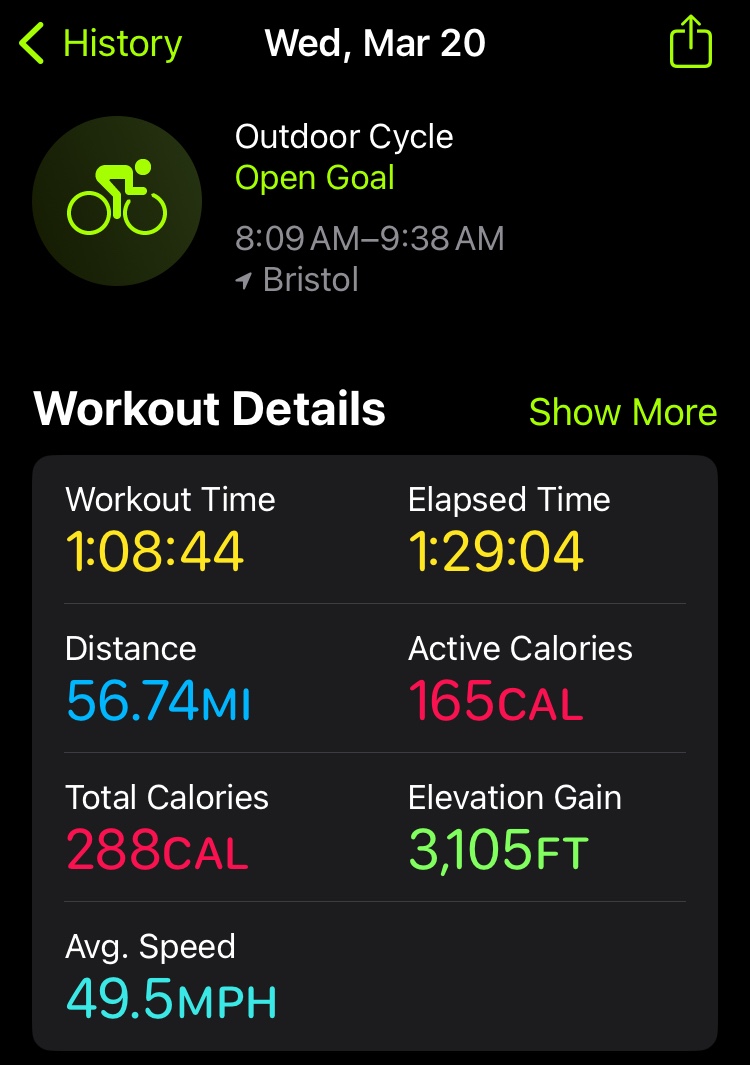 History
Wed, Mar 20
Outdoor Cycle
Open Goal
8:09 AM–9:38 AM
Bristol
Workout Details
Show More
Workout Time
Elapsed Time
1:08:44
1:29:04
Distance
Active Calories
56.74MI
165CAL
Total Calories
Elevation Gain
288CAL
3,105FT
Avg. Speed
49.5MPH